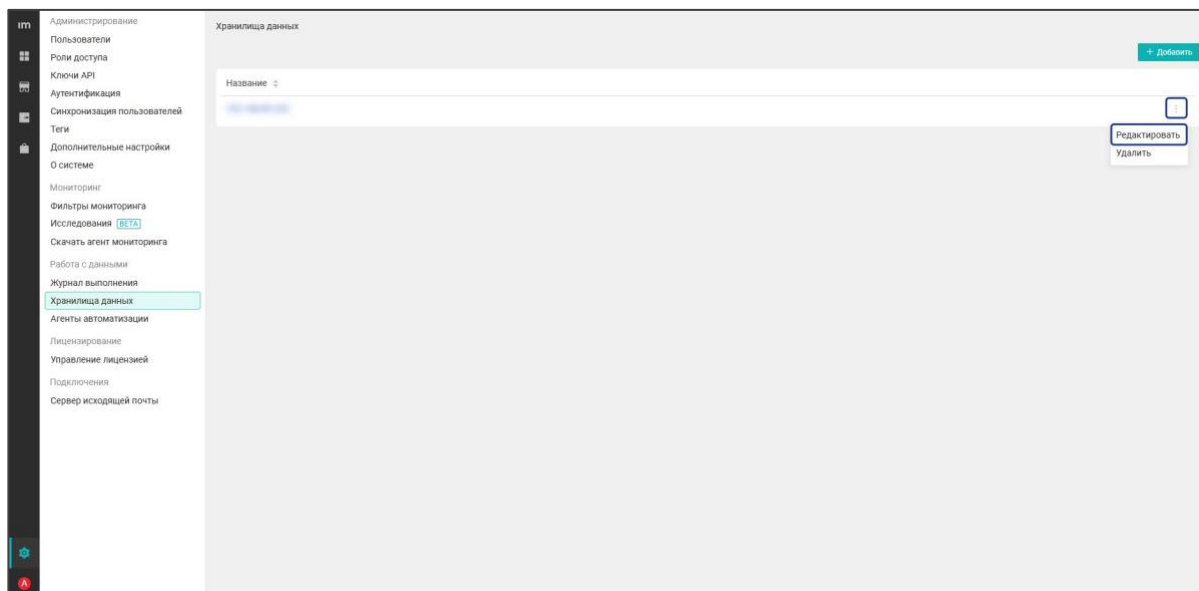 im
Администрирование
Пользователи
Роли доступа
Ключи API
Аутентификация
Синхронизация пользователей
Теги
Дополнительные настройки
О системе
Мониторинг
Фильтры мониторинга
Исследования BETA
Скачать агент мониторинга
Работа с данными
Журнал выполнения
Хранилища данных
Агенты автоматизации
Лицензирование
Управление лицензией
Подключения
Сервер исходящей почты
Хранилища данных
+ Добавить
Название
Редактировать
Удалить